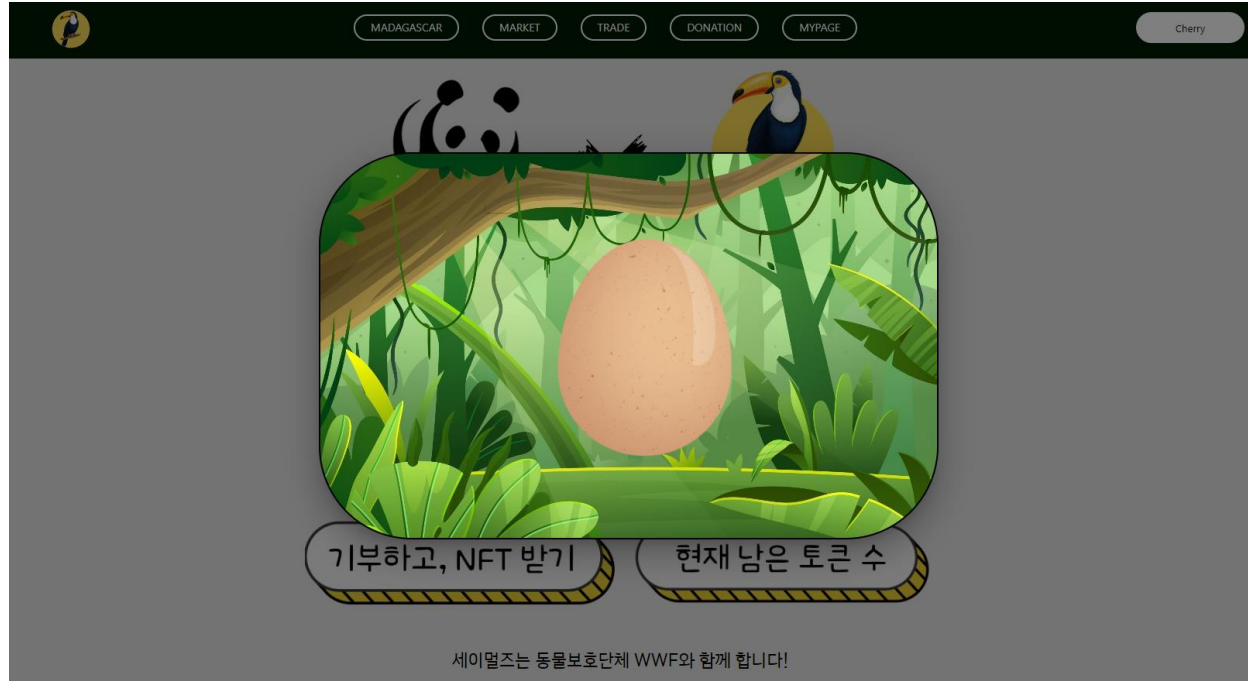 MADAGASCAR
MARKET
TRADE
DONATION
MYPAGE
Cherry
기부하고, NFT 받기
현재 남은 토큰 수
세이멀즈는 동물보호단체 WWF와 함께 합니다!